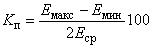 Kп = (Eмакс − Eмин) / 2Eср 100